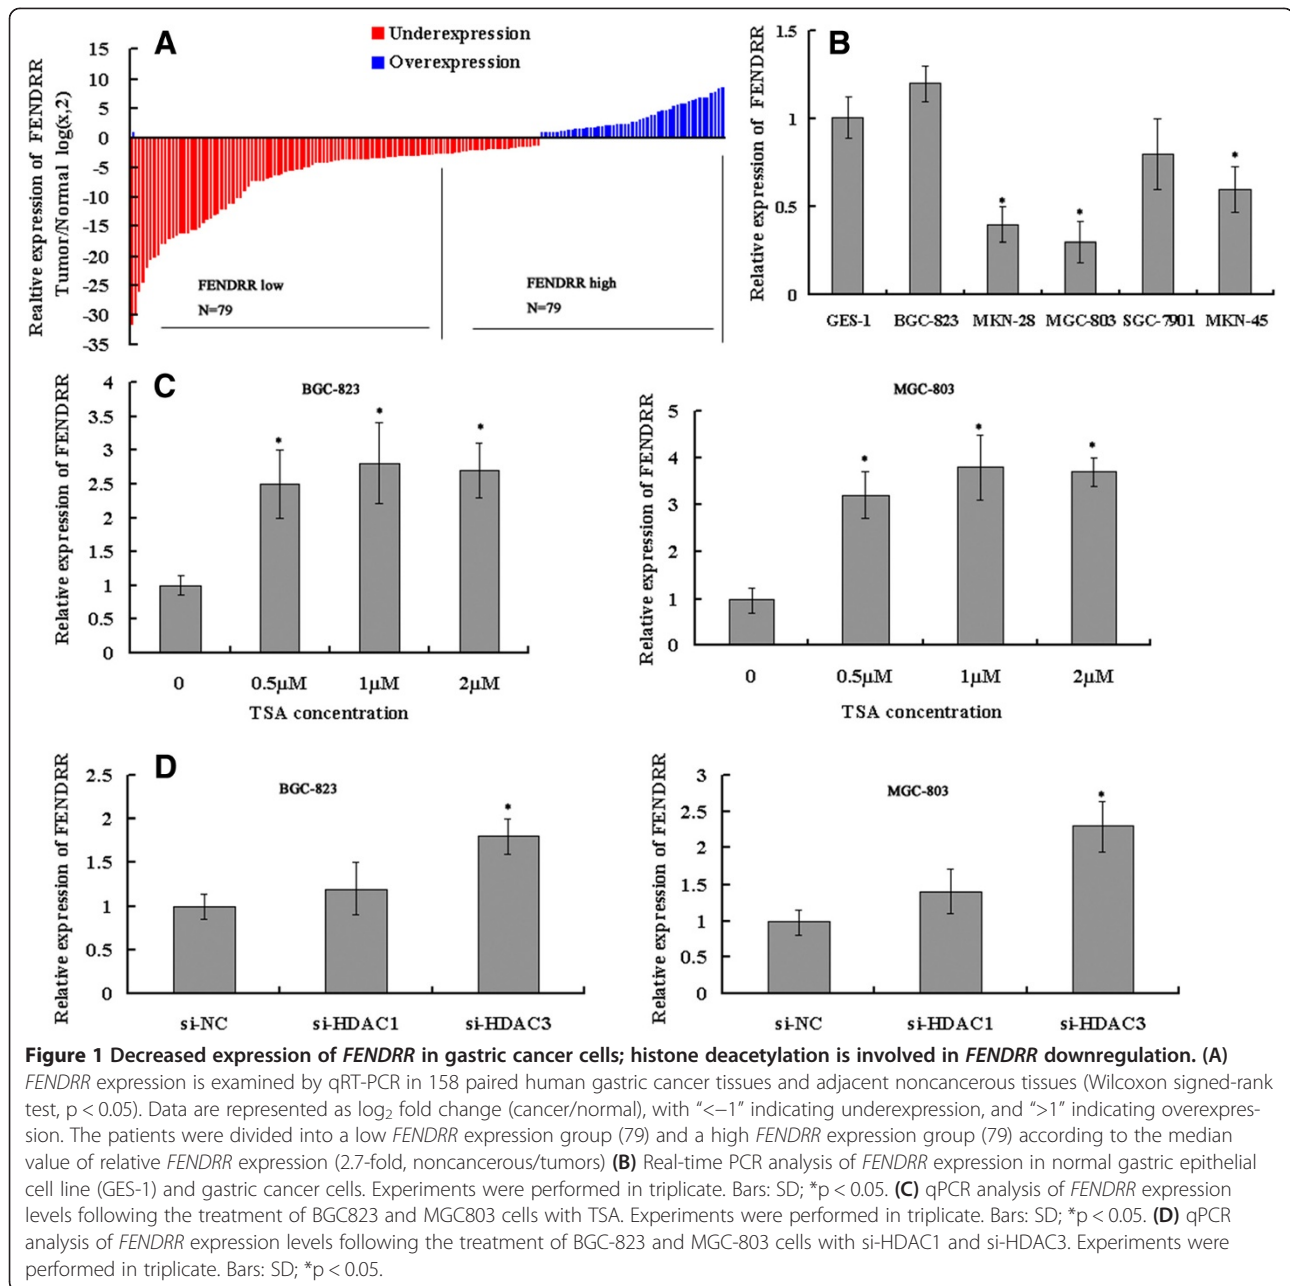 A
Underexpression
Overexpression
Realtive expression of FENDRR
Tumor/Normal log(x,2)
15
10
5
0
-5
-10
-15
-20
-25
-30
-35
FENDRR low
N=79
FENDRR high
N=79
B
Relative expression of FENDRR
1.5
1
0.5
0
* * *
GES-1 BGC-823 MKN-28 MGC-803 SGC-7901 MKN-45
C
BGC-823
Relative expression of FENDRR
4
3.5
3
2.5
2
1.5
1
0.5
0
* * *
0 0.5μM 1μM 2μM
TSA concentration
MGC-803
Relative expression of FENDRR
5
4
3
2
1
0
* * *
0 0.5μM 1μM 2μM
TSA concentration
D
BGC-823
Relative expression of FENDRR
2.5
2
1.5
1
0.5
0
*
si-NC si-HDAC1 si-HDAC3
MGC-803
Relative expression of FENDRR
3
2.5
2
1.5
1
0.5
0
*
si-NC si-HDAC1 si-HDAC3
Figure 1 Decreased expression of FENDRR in gastric cancer cells; histone deacetylation is involved in FENDRR downregulation. (A)
FENDRR expression is examined by qRT-PCR in 158 paired human gastric cancer tissues and adjacent noncancerous tissues (Wilcoxon signed-rank
test, p < 0.05). Data are represented as log₂ fold change (cancer/normal), with “<−1” indicating underexpression, and “>1” indicating overexpres-
sion. The patients were divided into a low FENDRR expression group (79) and a high FENDRR expression group (79) according to the median
value of relative FENDRR expression (2.7-fold, noncancerous/tumors) (B) Real-time PCR analysis of FENDRR expression in normal gastric epithelial
cell line (GES-1) and gastric cancer cells. Experiments were performed in triplicate. Bars: SD; *p < 0.05. (C) qPCR analysis of FENDRR expression
levels following the treatment of BGC823 and MGC803 cells with TSA. Experiments were performed in triplicate. Bars: SD; *p < 0.05. (D) qPCR
analysis of FENDRR expression levels following the treatment of BGC-823 and MGC-803 cells with si-HDAC1 and si-HDAC3. Experiments were
performed in triplicate. Bars: SD; *p < 0.05.